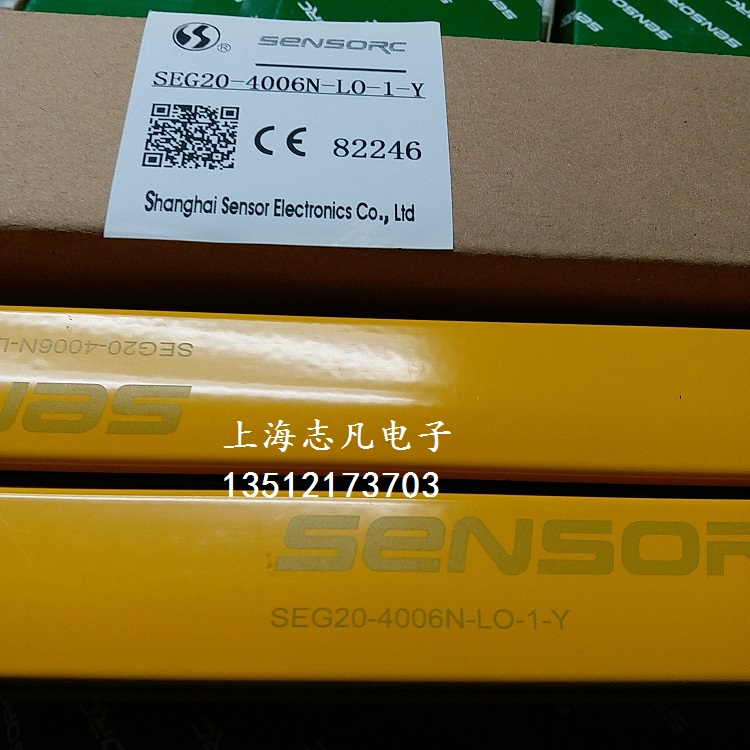 SENSORC
® SENSORC
SEG20-4006N-LO-1-Y
CE 82246
Shanghai Sensor Electronics Co., Ltd
SEG20-4006N-L
上海志凡电子
13512173703
SENSORC
SEG20-4006N-LO-1-Y